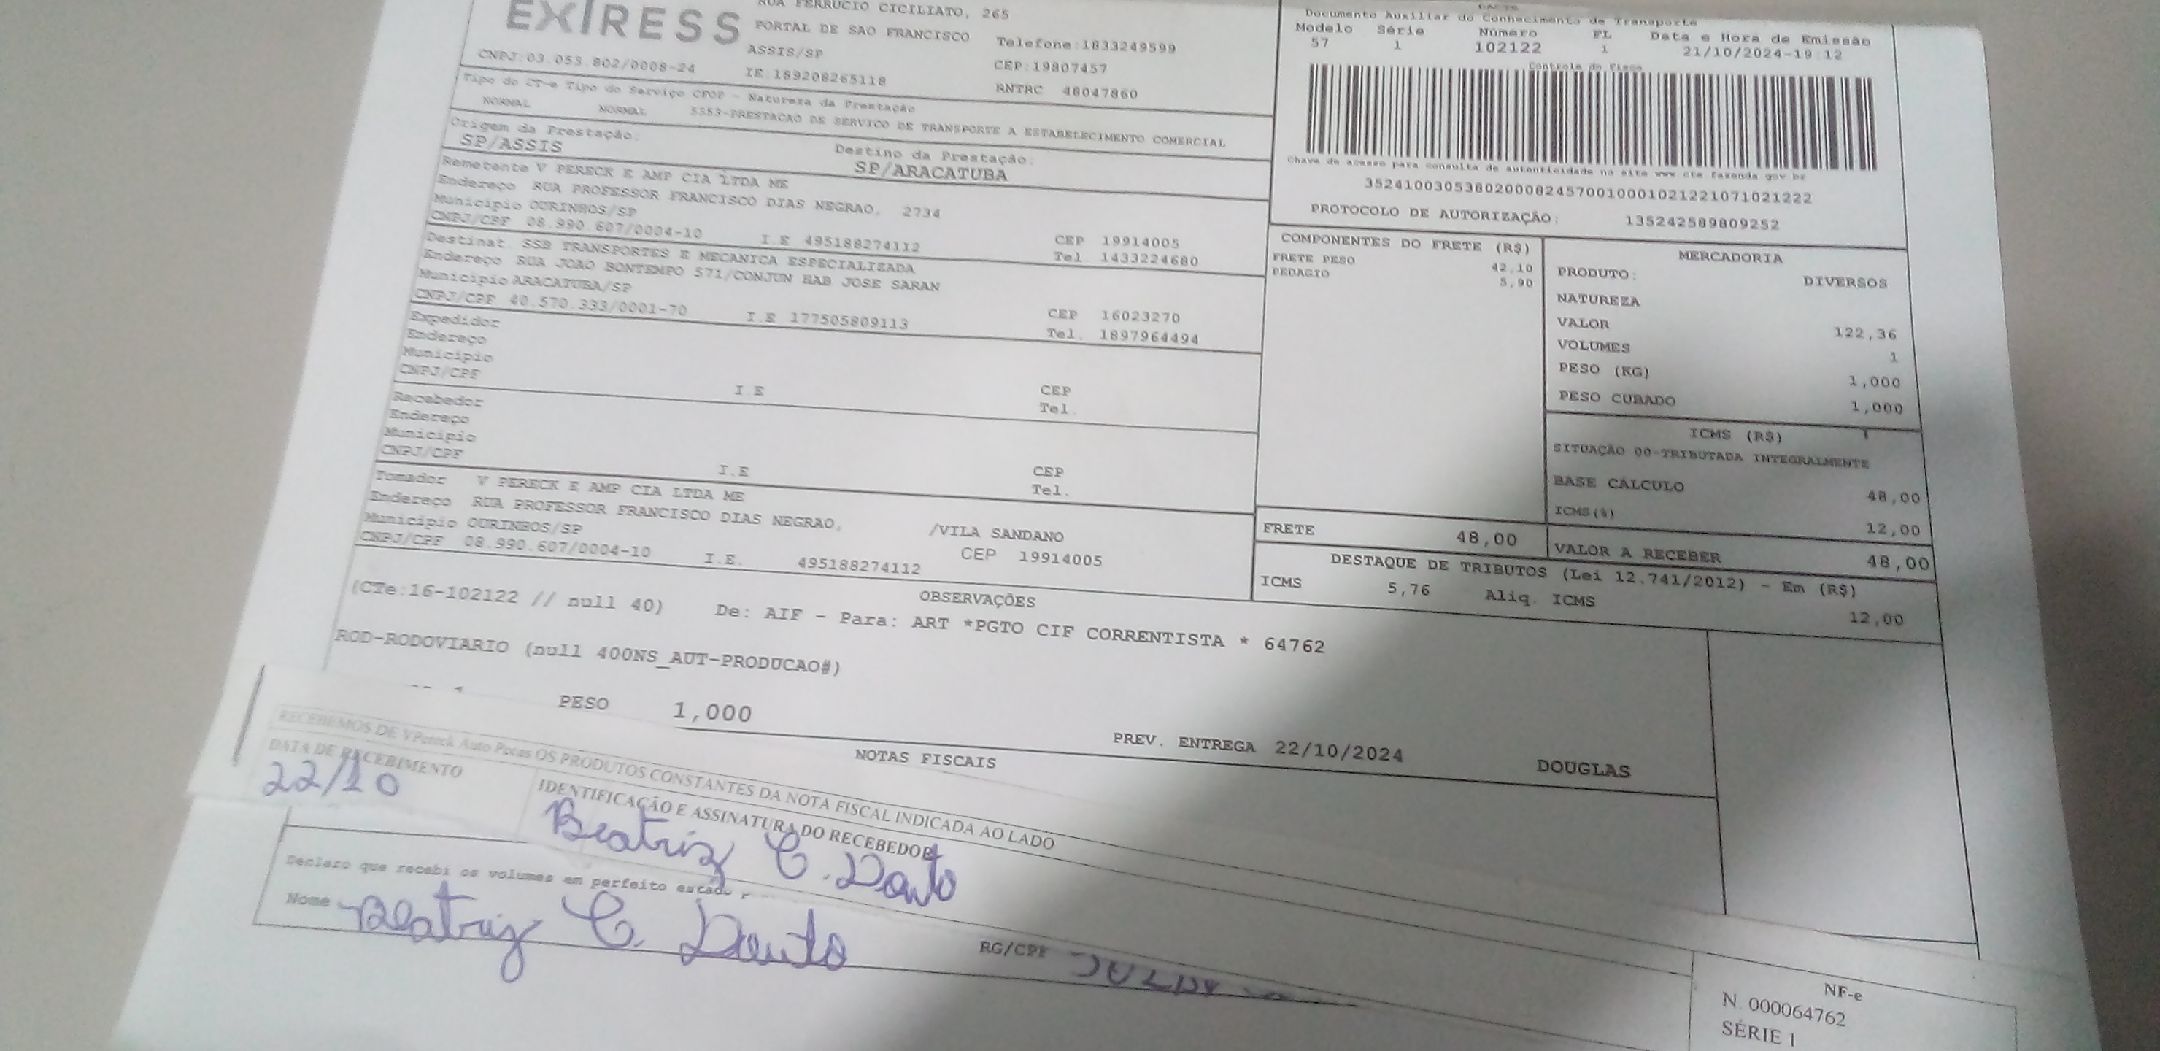 EXPRESS
RUA FERRUCIO CICILIATO, 265
PORTAL DE SAO FRANCISCO
ASSIS/SP
Telefone:1833249599
CEP:19807457
CNPJ:03.053.802/0008-24
IE:189208265118
RNTRC 48047860
Tipo do CT-e Tipo do Serviço CFOP - Natureza da Prestação
NORMAL NORMAL 5353-PRESTACAO DE SERVICO DE TRANSPORTE A ESTABELECIMENTO COMERCIAL
Origem da Prestação:
SP/ASSIS
Destino da Prestação:
SP/ARACATUBA
Remetente V PERECK E AMP CIA LTDA ME
Endereço RUA PROFESSOR FRANCISCO DIAS NEGRAO, 2734
Município OURINHOS/SP CEP 19914005
CNPJ/CPF 08.990.607/0004-10 I.E 495188274112 Tel 1433224680
Destinat. SSB TRANSPORTES E MECANICA ESPECIALIZADA
Endereço RUA JOAO BONTEMPO 571/CONJUN HAB JOSE SARAN
Município ARACATUBA/SP CEP 16023270
CNPJ/CPF 40.570.333/0001-70 I.E 177505809113 Tel. 1897964494
Expedidor
Endereço
Município CEP
CNPJ/CPF I.E Tel.
Recebedor
Endereço
Município CEP
CNPJ/CPF I.E Tel.
Tomador V PERECK E AMP CIA LTDA ME
Endereço RUA PROFESSOR FRANCISCO DIAS NEGRAO, /VILA SANDANO
Município OURINHOS/SP CEP 19914005
CNPJ/CPF 08.990.607/0004-10 I.E. 495188274112
DACTE
Documento Auxiliar do Conhecimento de Transporte
Modelo Série Número FL Data e Hora de Emissão
57 1 102122 1 21/10/2024-18:12
Controle do Fisco
Chave de acesso para consulta de autenticidade no site www.cte.fazenda.gov.br
35241003053802000824570010001021221071021222
PROTOCOLO DE AUTORIZAÇÃO: 135242589809252
COMPONENTES DO FRETE (R$)
FRETE PESO 42,10
PEDAGIO 5,90
MERCADORIA
PRODUTO: DIVERSOS
NATUREZA
VALOR 122,36
VOLUMES 1
PESO (KG) 1,000
PESO CUBADO 1,000
ICMS (R$)
SITUAÇÃO 00-TRIBUTADA INTEGRALMENTE
BASE CÁLCULO 48,00
ICMS(%) 12,00
FRETE 48,00
VALOR A RECEBER 48,00
DESTAQUE DE TRIBUTOS (Lei 12.741/2012) - Em (R$)
ICMS 5,76 Aliq. ICMS 12,00
OBSERVAÇÕES
(CTe:16-102122 // null 40) De: AIF - Para: ART *PGTO CIF CORRENTISTA * 64762
ROD-RODOVIARIO (null 400NS_AUT-PRODUCAO#)
PESO 1,000 PREV. ENTREGA 22/10/2024 DOUGLAS
NOTAS FISCAIS
RECEBEMOS DE VPereck Auto Pecas OS PRODUTOS CONSTANTES DA NOTA FISCAL INDICADA AO LADO
DATA DE RECEBIMENTO
22/10
IDENTIFICAÇÃO E ASSINATURA DO RECEBEDOR
Beatriz C. Douto
Declaro que recebi os volumes em perfeito estado,
Nome Beatriz C. Douto
RG/CPF
NF-e
N. 000064762
SÉRIE 1